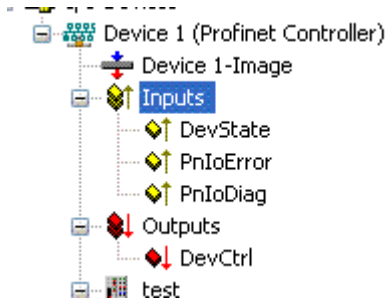 Device 1 (Profinet Controller)
Device 1-Image
Inputs
DevState
PnIoError
PnIoDiag
Outputs
DevCtrl
test